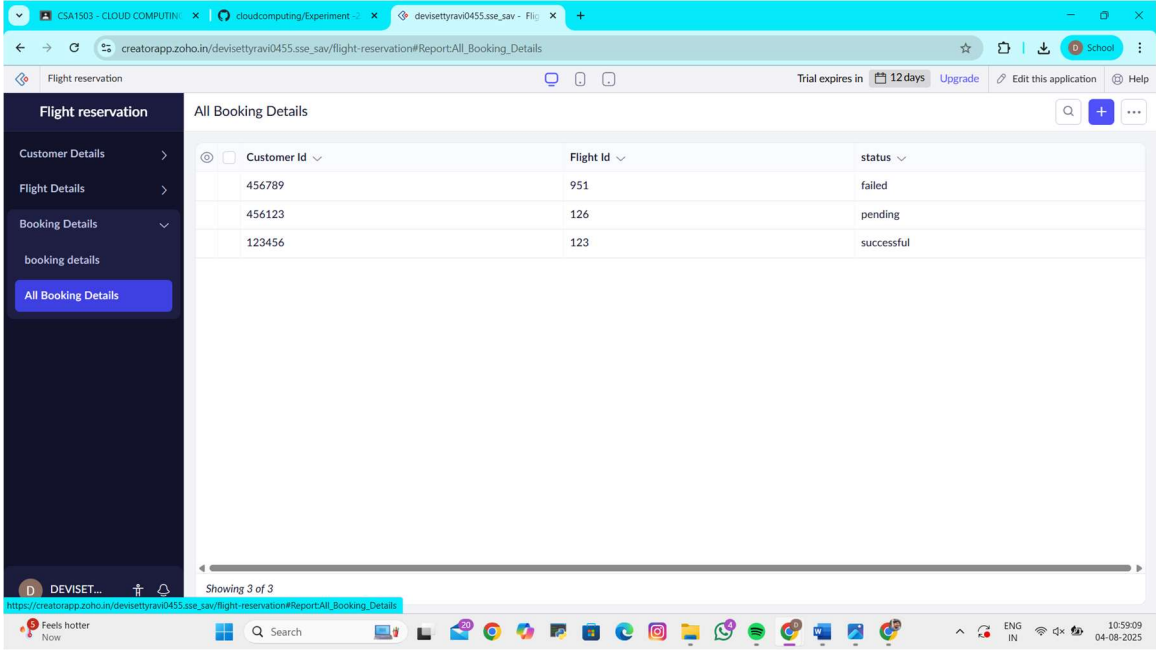 CSA1503 - CLOUD COMPUTIN
cloudcomputing/Experiment -2
devisettyravi0455.sse_sav - Flig
creatorapp.zoho.in/devisettyravi0455.sse_sav/flight-reservation#Report:All_Booking_Details
D School
Flight reservation
Trial expires in 12 days Upgrade Edit this application Help
Flight reservation
All Booking Details
Customer Details
Flight Details
Booking Details
booking details
All Booking Details
Customer Id Flight Id status
456789 951 failed
456123 126 pending
123456 123 successful
Showing 3 of 3
D DEVISET...
https://creatorapp.zoho.in/devisettyravi0455.sse_sav/flight-reservation#Report:All_Booking_Details
5 Feels hotter
Now
Search
20
4
ENG
IN
10:59:09
04-08-2025